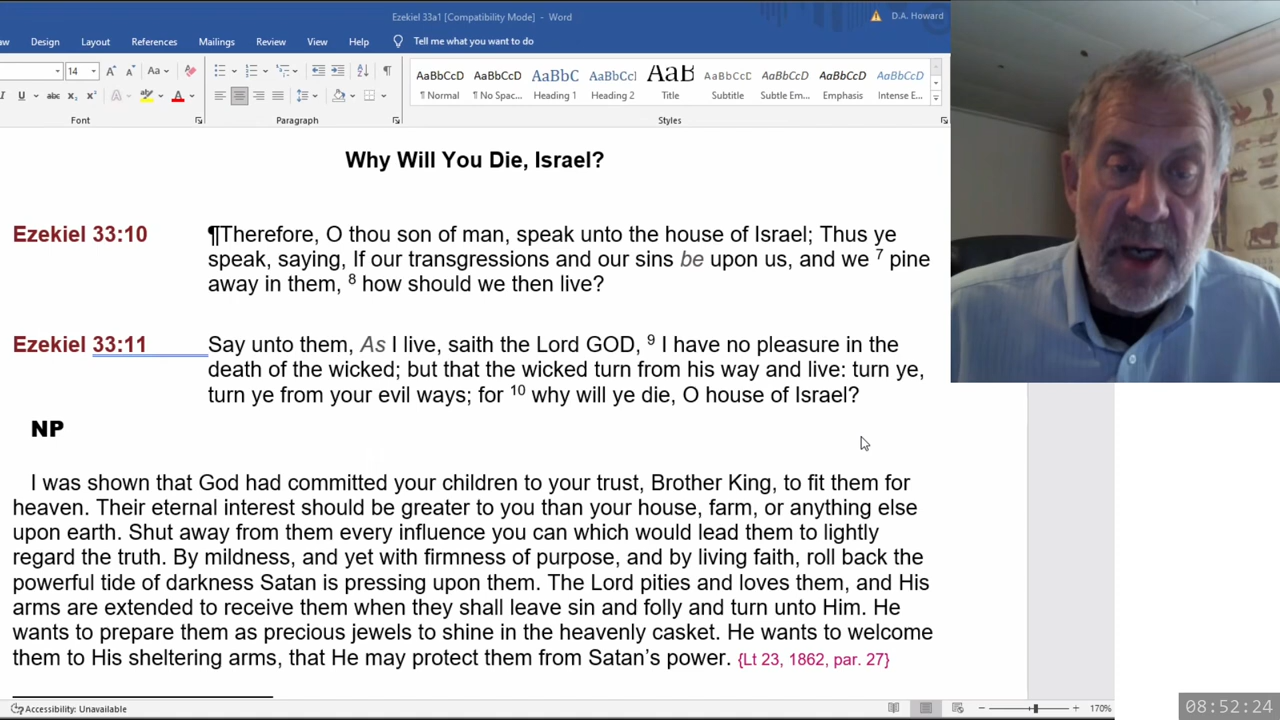 Ezekiel 33a1 [Compatibility Mode] - Word
D.A. Howard
aw Design Layout References Mailings Review View Help Tell me what you want to do
14 A A Aa A
AaBbCcD AaBbCcD AaBbC AaBbCcl AaB AaBbCcD AaBbCcD AaBbCcD AaBbCcD
I U abc x₂ x² A A
¶ Normal ¶ No Spac... Heading 1 Heading 2 Title Subtitle Subtle Em... Emphasis Intense E...
Font Paragraph Styles
Why Will You Die, Israel?
Ezekiel 33:10 ¶Therefore, O thou son of man, speak unto the house of Israel; Thus ye
speak, saying, If our transgressions and our sins be upon us, and we 7 pine
away in them, 8 how should we then live?
Ezekiel 33:11 Say unto them, As I live, saith the Lord GOD, 9 I have no pleasure in the
death of the wicked; but that the wicked turn from his way and live: turn ye,
turn ye from your evil ways; for 10 why will ye die, O house of Israel?
NP
I was shown that God had committed your children to your trust, Brother King, to fit them for
heaven. Their eternal interest should be greater to you than your house, farm, or anything else
upon earth. Shut away from them every influence you can which would lead them to lightly
regard the truth. By mildness, and yet with firmness of purpose, and by living faith, roll back the
powerful tide of darkness Satan is pressing upon them. The Lord pities and loves them, and His
arms are extended to receive them when they shall leave sin and folly and turn unto Him. He
wants to prepare them as precious jewels to shine in the heavenly casket. He wants to welcome
them to His sheltering arms, that He may protect them from Satan's power. {Lt 23, 1862, par. 27}
Accessibility: Unavailable
170%
08:52:24